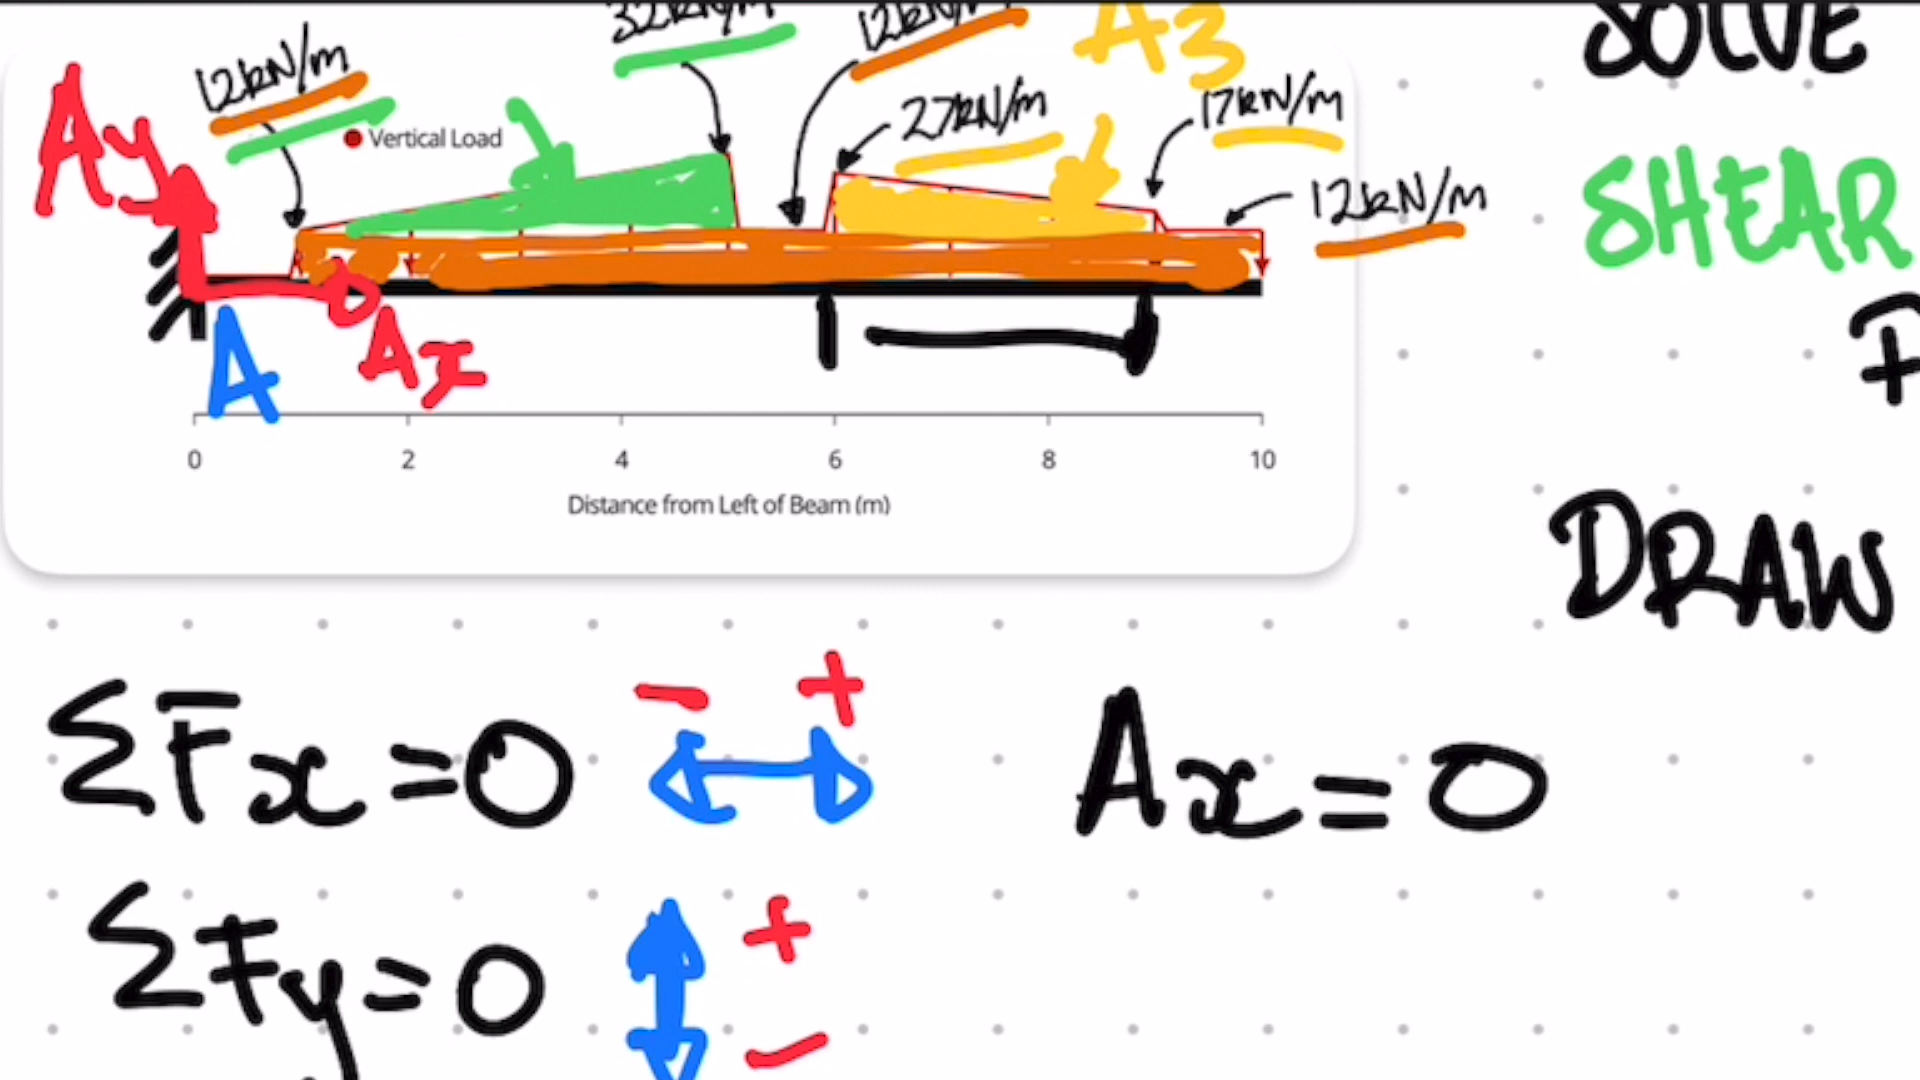 SOLVE
32kN/m
12kN/m
A3
12kN/m
27kN/m
17kN/m
Ay
Vertical Load
12kN/m
SHEAR
A
Ax
0 2 4 6 8 10
Distance from Left of Beam (m)
DRAW
ΣFx=0 - + Ax=0
ΣFy=0 + -